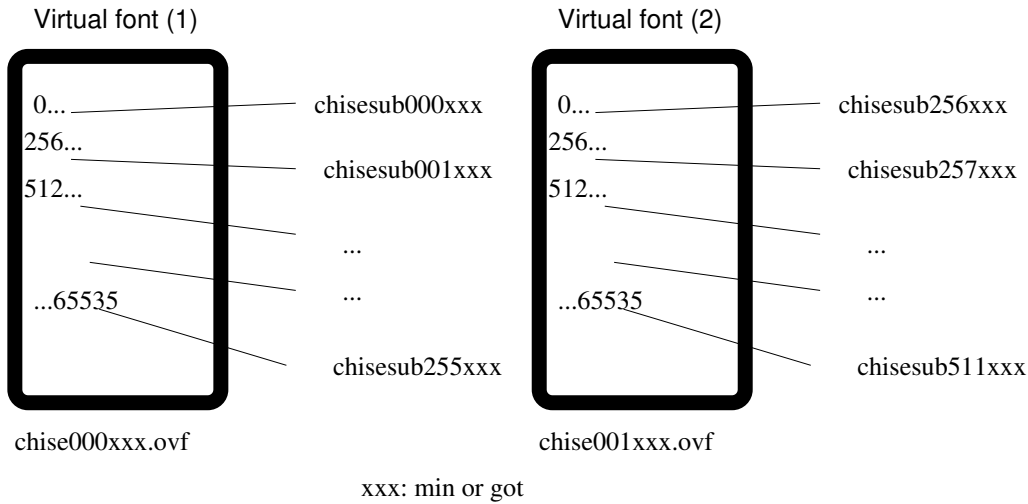 Virtual font (1)
0...
256...
512...
...65535
chisesub000xxx
chisesub001xxx
...
...
chisesub255xxx
chise000xxx.ovf
Virtual font (2)
0...
256...
512...
...65535
chisesub256xxx
chisesub257xxx
...
...
chisesub511xxx
chise001xxx.ovf
xxx: min or got